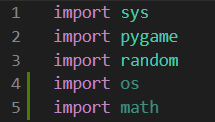 1 import sys
2 import pygame
3 import random
4 import os
5 import math